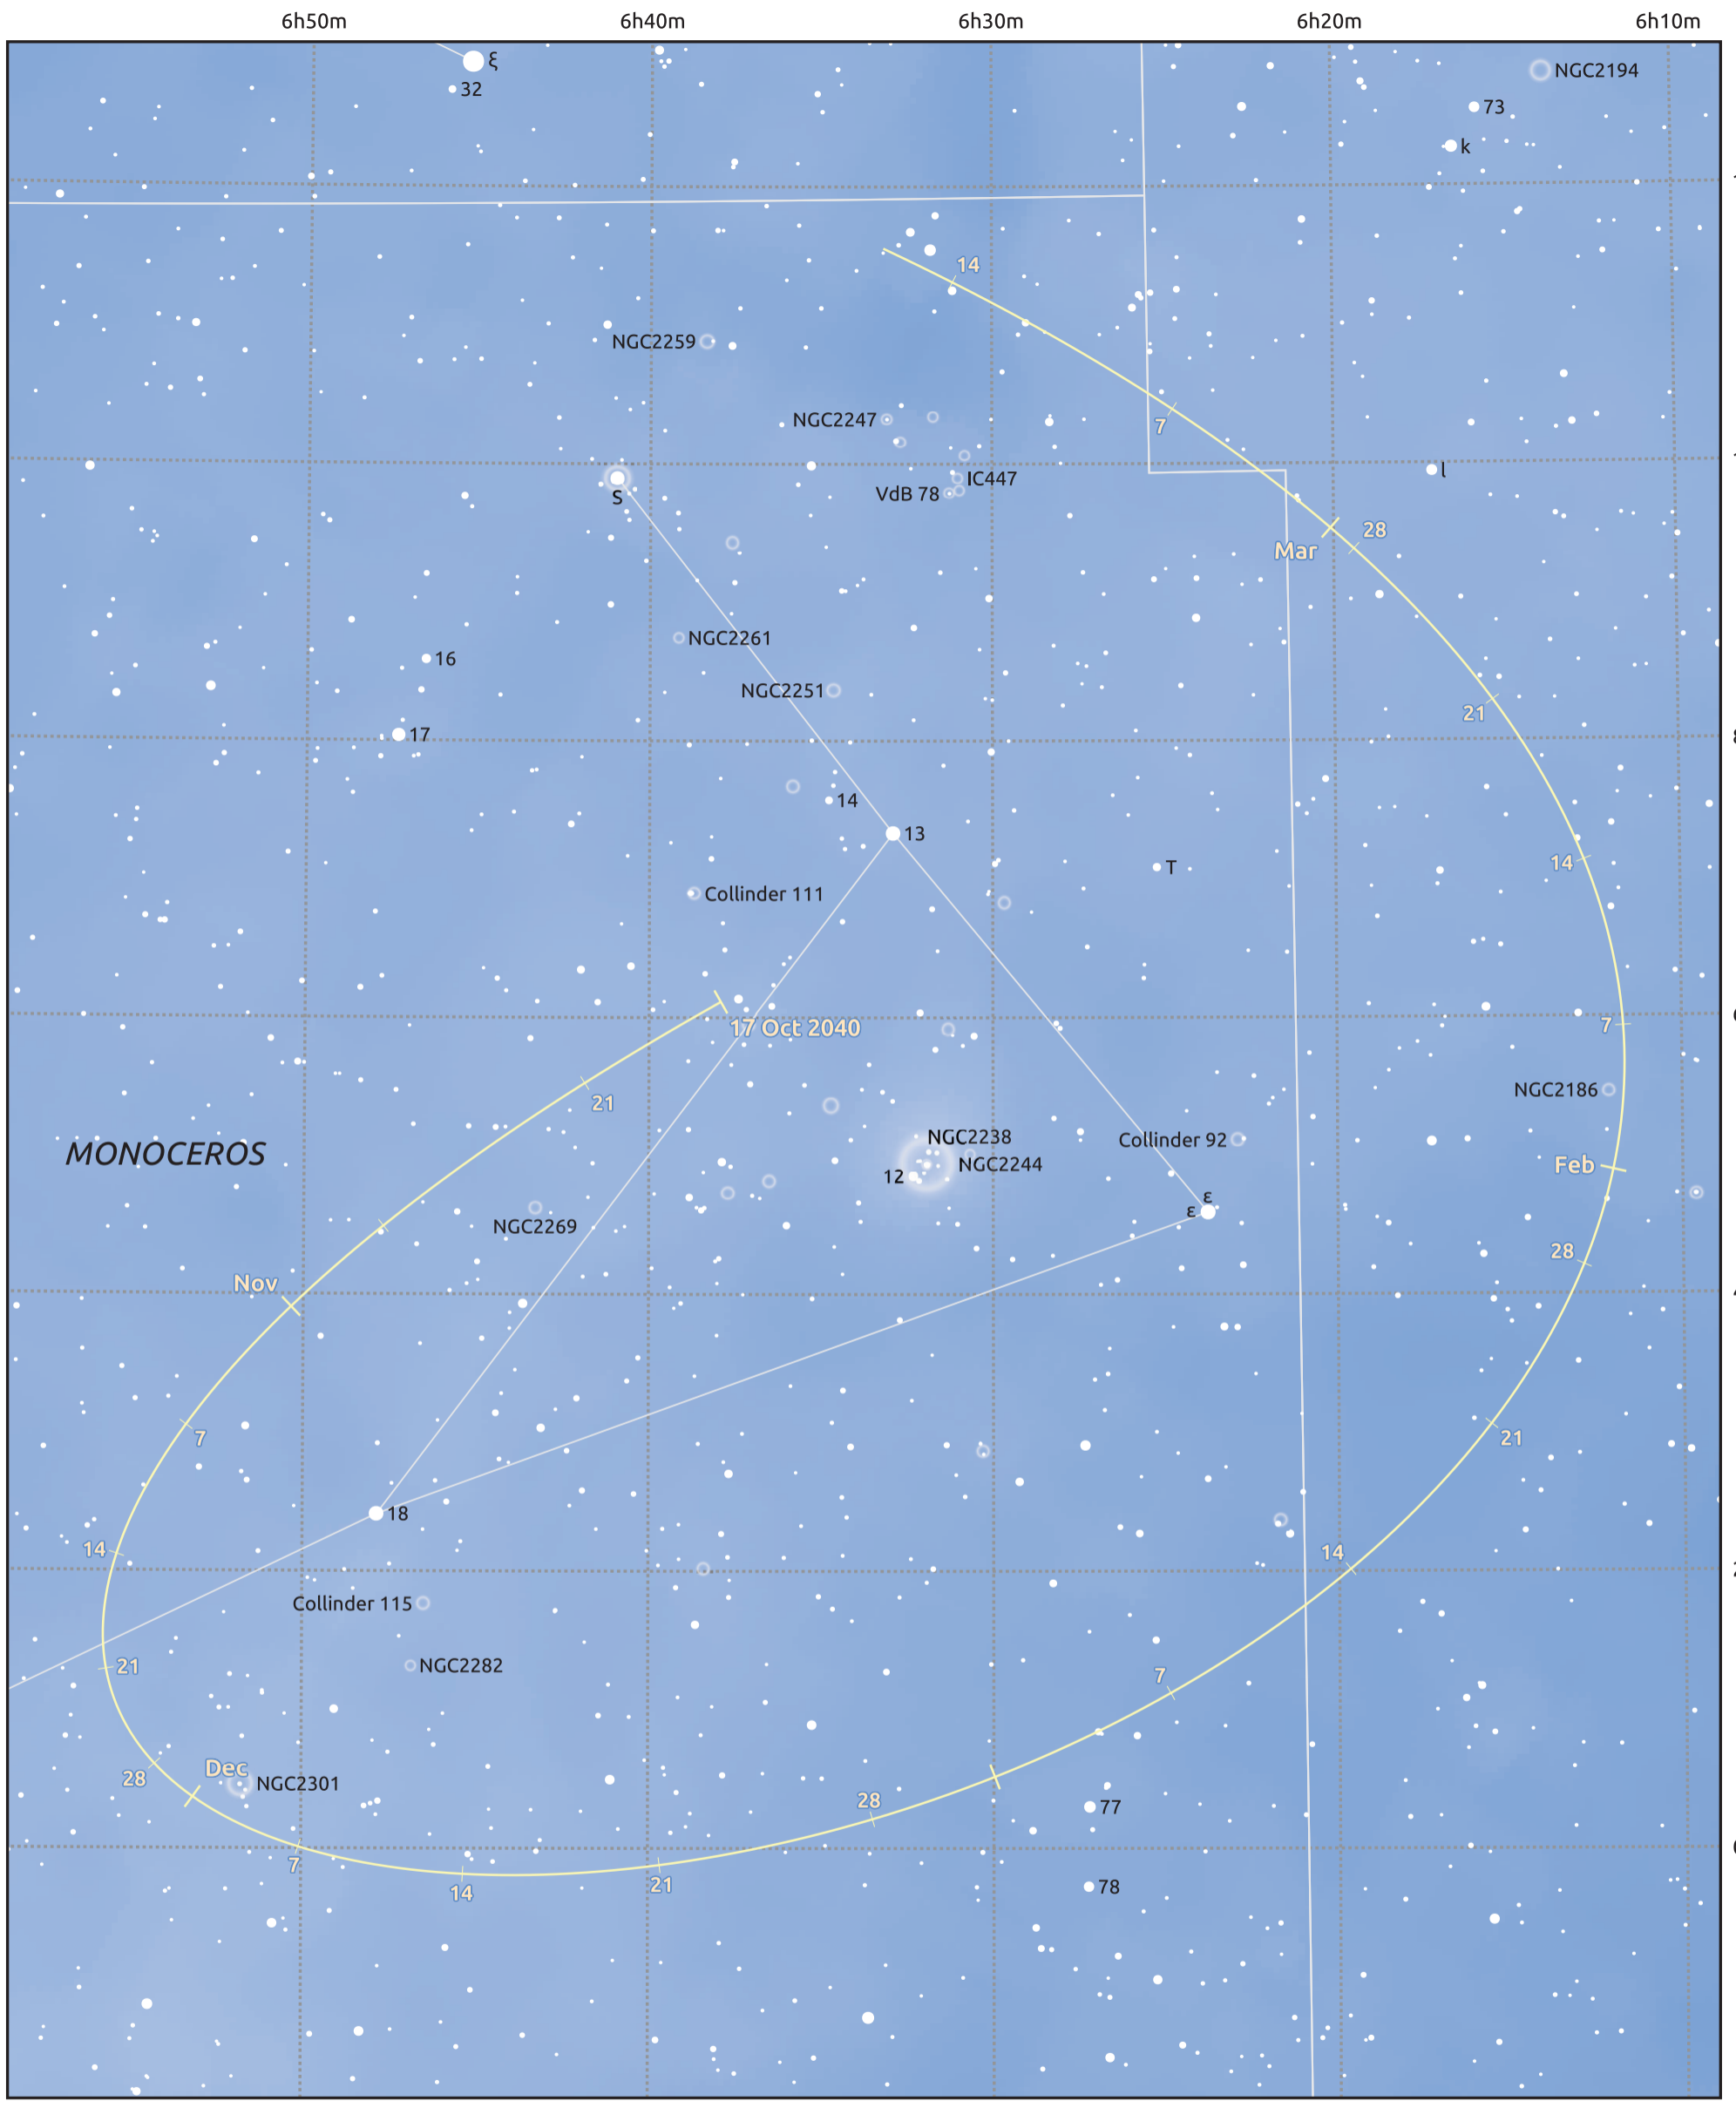 6h50m 6h40m 6h30m 6h20m 6h10m
ξ
NGC2194
32
73
k
14
NGC2259
NGC2247
7
l
S
IC447
VdB 78
28
Mar
NGC2261
16
NGC2251
21
17
14
13
14
T
Collinder 111
17 Oct 2040
7
NGC2186
21
NGC2238
Collinder 92
MONOCEROS
NGC2244
Feb
12
ε
ε
NGC2269
28
Nov
7
21
18
14
14
Collinder 115
NGC2282
21
7
Dec
28
NGC2301
28
77
7
14
21
78